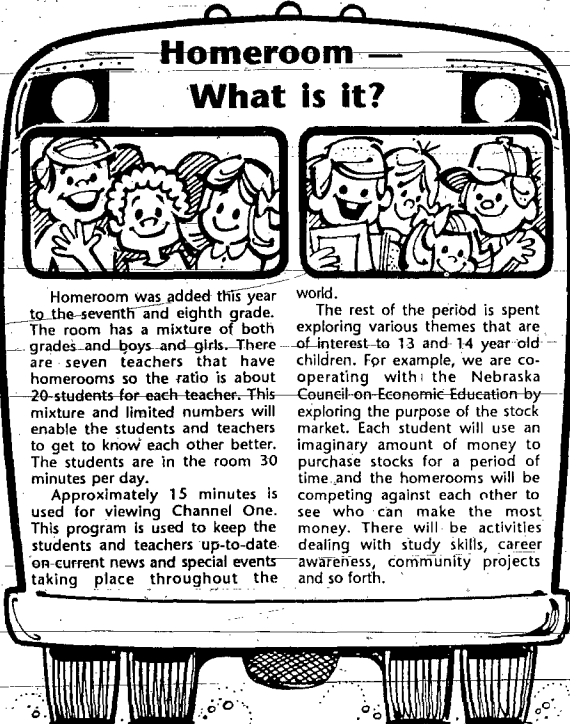 Homeroom —
What is it?
Homeroom was added this year
to the seventh and eighth grade.
The room has a mixture of both
grades and boys and girls. There
are seven teachers that have
homerooms so the ratio is about
20 students for each teacher. This
mixture and limited numbers will
enable the students and teachers
to get to know each other better.
The students are in the room 30
minutes per day.
Approximately 15 minutes is
used for viewing Channel One.
This program is used to keep the
students and teachers up-to-date
on current news and special events
taking place throughout the
world.
The rest of the period is spent
exploring various themes that are
of interest to 13 and 14 year old
children. For example, we are co-
operating with the Nebraska
Council on Economic Education by
exploring the purpose of the stock
market. Each student will use an
imaginary amount of money to
purchase stocks for a period of
time and the homerooms will be
competing against each other to
see who can make the most
money. There will be activities
dealing with study skills, career
awareness, community projects
and so forth.